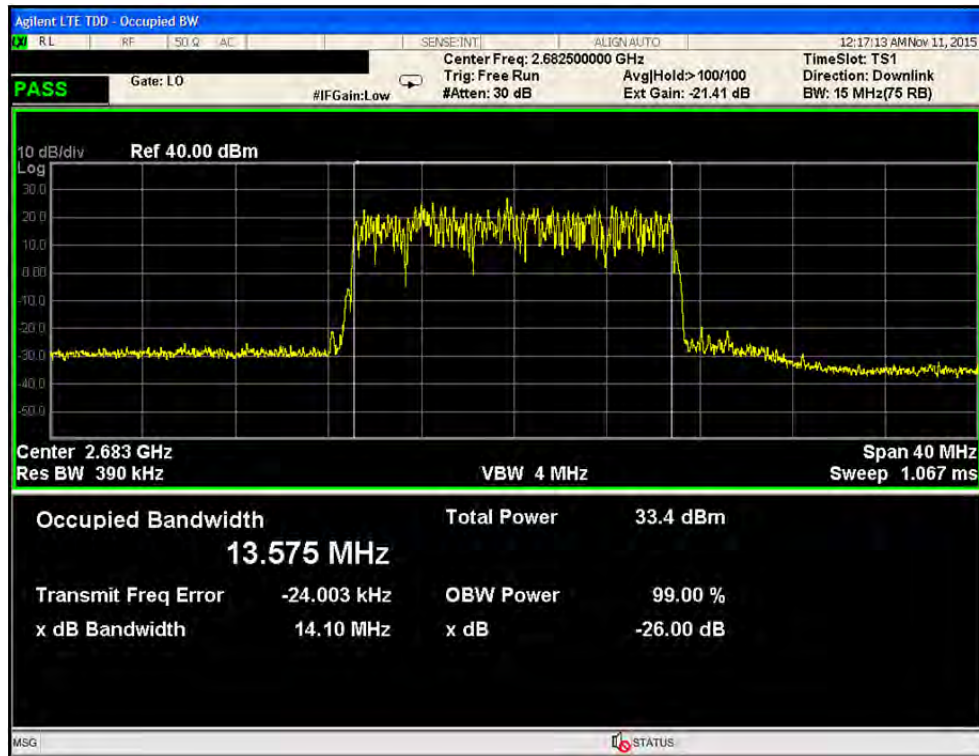 Agilent LTE TDD - Occupied BW
RL RF 50 Ω AC SENSE:INT ALIGN AUTO 12:17:13 AM Nov 11, 2015
Center Freq: 2.682500000 GHz TimeSlot: TS1
PASS Gate: LO Trig: Free Run Avg|Hold:>100/100 Direction: Downlink
#IFGain:Low #Atten: 30 dB Ext Gain: -21.41 dB BW: 15 MHz(75 RB)
10 dB/div Ref 40.00 dBm
Log
30.0
20.0
10.0
0.00
-10.0
-20.0
-30.0
-40.0
-50.0
Center 2.683 GHz Span 40 MHz
Res BW 390 kHz VBW 4 MHz Sweep 1.067 ms
Occupied Bandwidth Total Power 33.4 dBm
13.575 MHz
Transmit Freq Error -24.003 kHz OBW Power 99.00 %
x dB Bandwidth 14.10 MHz x dB -26.00 dB
MSG STATUS